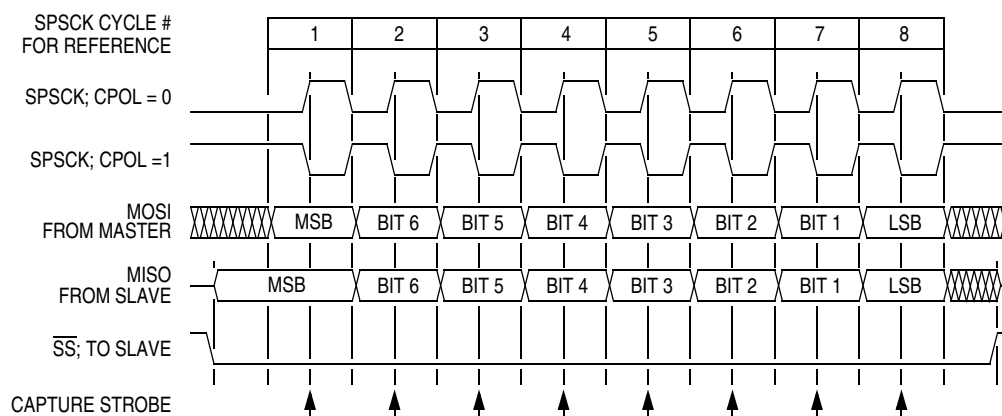 SPSCK CYCLE #
FOR REFERENCE
1 2 3 4 5 6 7 8
SPSCK; CPOL = 0
SPSCK; CPOL =1
MOSI
FROM MASTER
MSB BIT 6 BIT 5 BIT 4 BIT 3 BIT 2 BIT 1 LSB
MISO
FROM SLAVE
MSB BIT 6 BIT 5 BIT 4 BIT 3 BIT 2 BIT 1 LSB
SS; TO SLAVE
CAPTURE STROBE